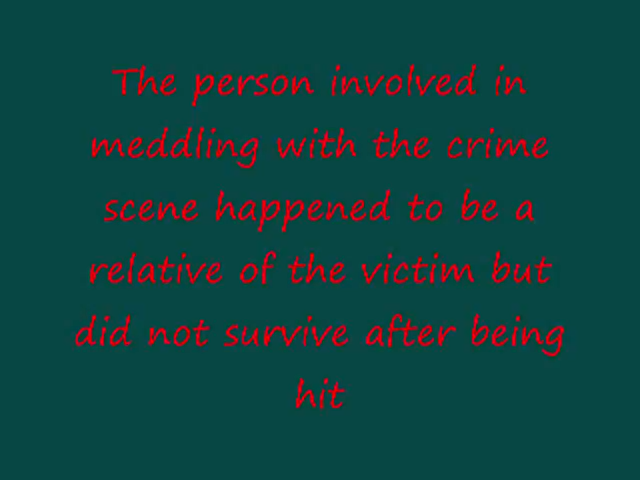 The person involved in
meddling with the crime
scene happened to be a
relative of the victim but
did not survive after being
hit